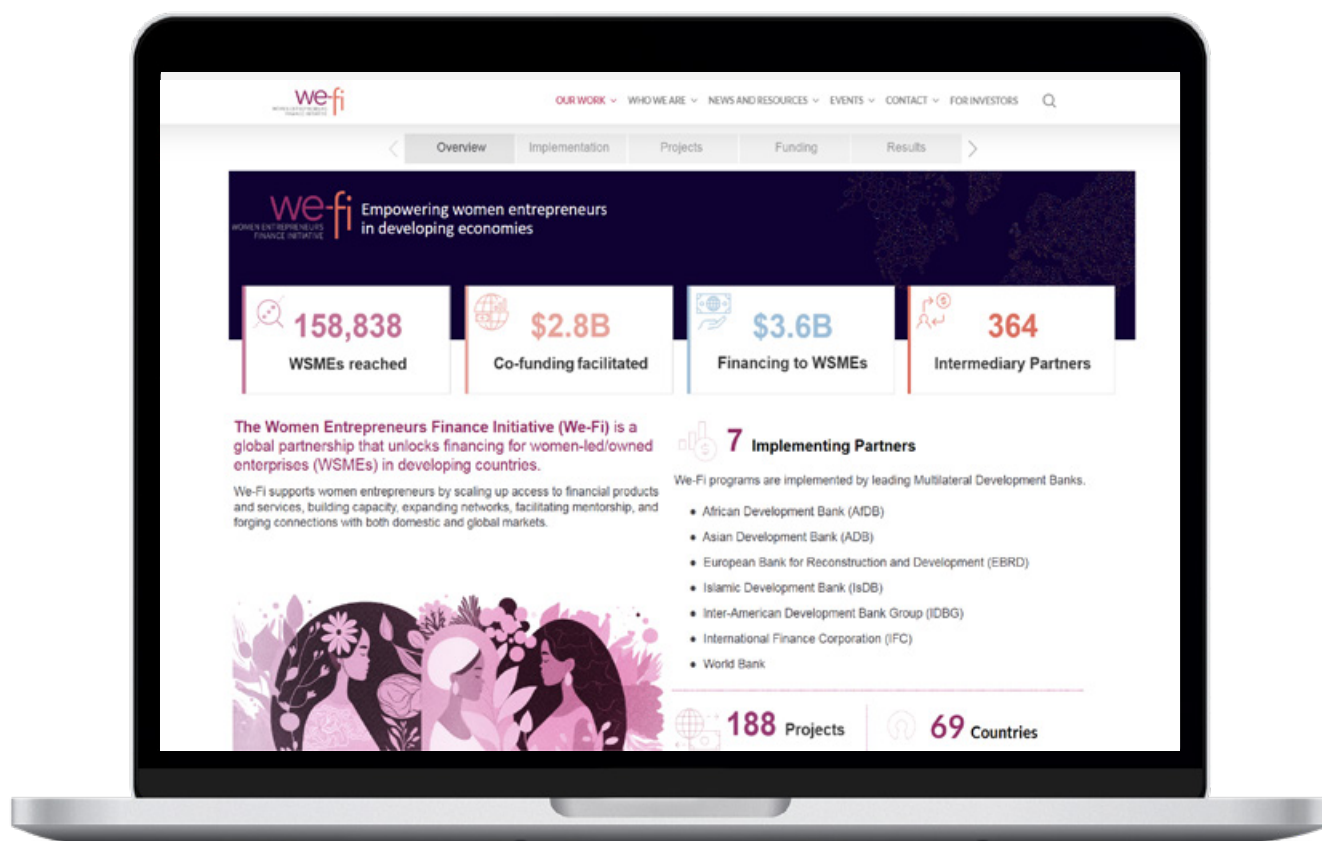 we-fi
WOMEN ENTREPRENEURS
FINANCE INITIATIVE
OUR WORK WHO WE ARE NEWS AND RESOURCES EVENTS CONTACT FOR INVESTORS
Overview Implementation Projects Funding Results
we-fi
WOMEN ENTREPRENEURS
FINANCE INITIATIVE
Empowering women entrepreneurs
in developing economies
158,838
WSMEs reached
$2.8B
Co-funding facilitated
$3.6B
Financing to WSMEs
364
Intermediary Partners
The Women Entrepreneurs Finance Initiative (We-Fi) is a
global partnership that unlocks financing for women-led/owned
enterprises (WSMEs) in developing countries.
We-Fi supports women entrepreneurs by scaling up access to financial products
and services, building capacity, expanding networks, facilitating mentorship, and
forging connections with both domestic and global markets.
7 Implementing Partners
We-Fi programs are implemented by leading Multilateral Development Banks.
• African Development Bank (AfDB)
• Asian Development Bank (ADB)
• European Bank for Reconstruction and Development (EBRD)
• Islamic Development Bank (IsDB)
• Inter-American Development Bank Group (IDBG)
• International Finance Corporation (IFC)
• World Bank
188 Projects
69 Countries